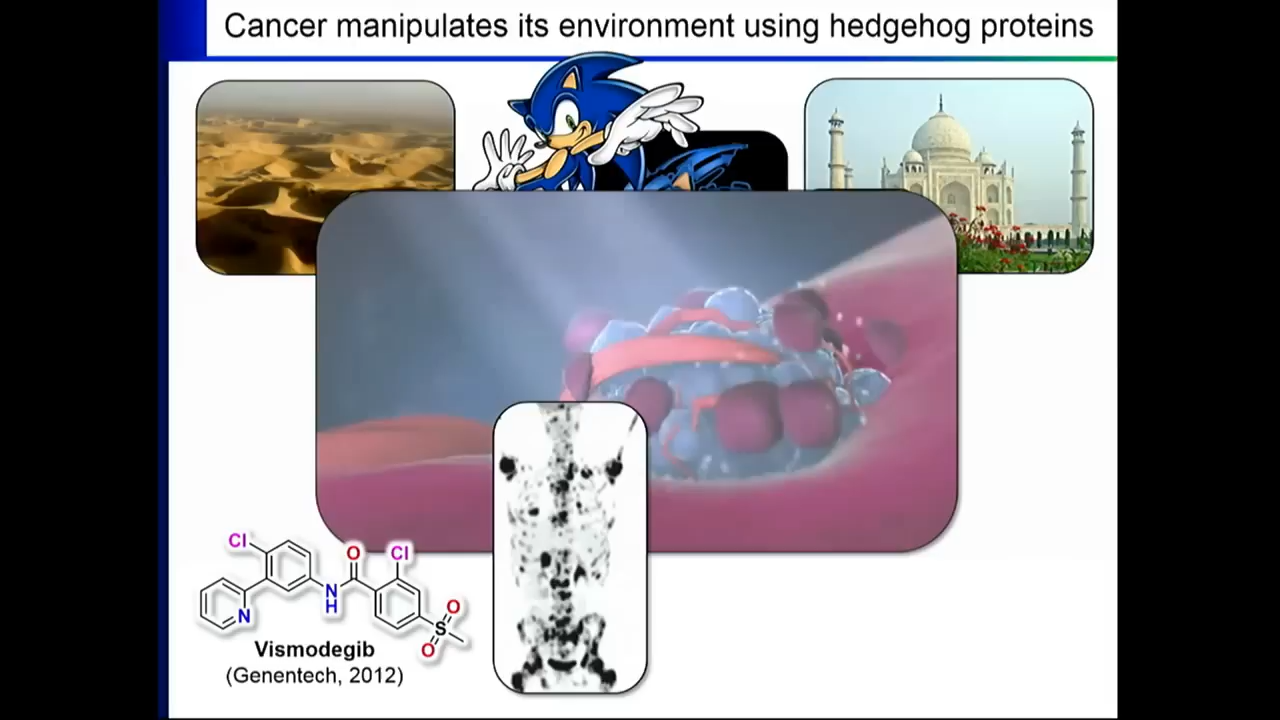 Cancer manipulates its environment using hedgehog proteins
Cl
O
Cl
N
H
N
O
S
O
Vismodegib
(Genentech, 2012)